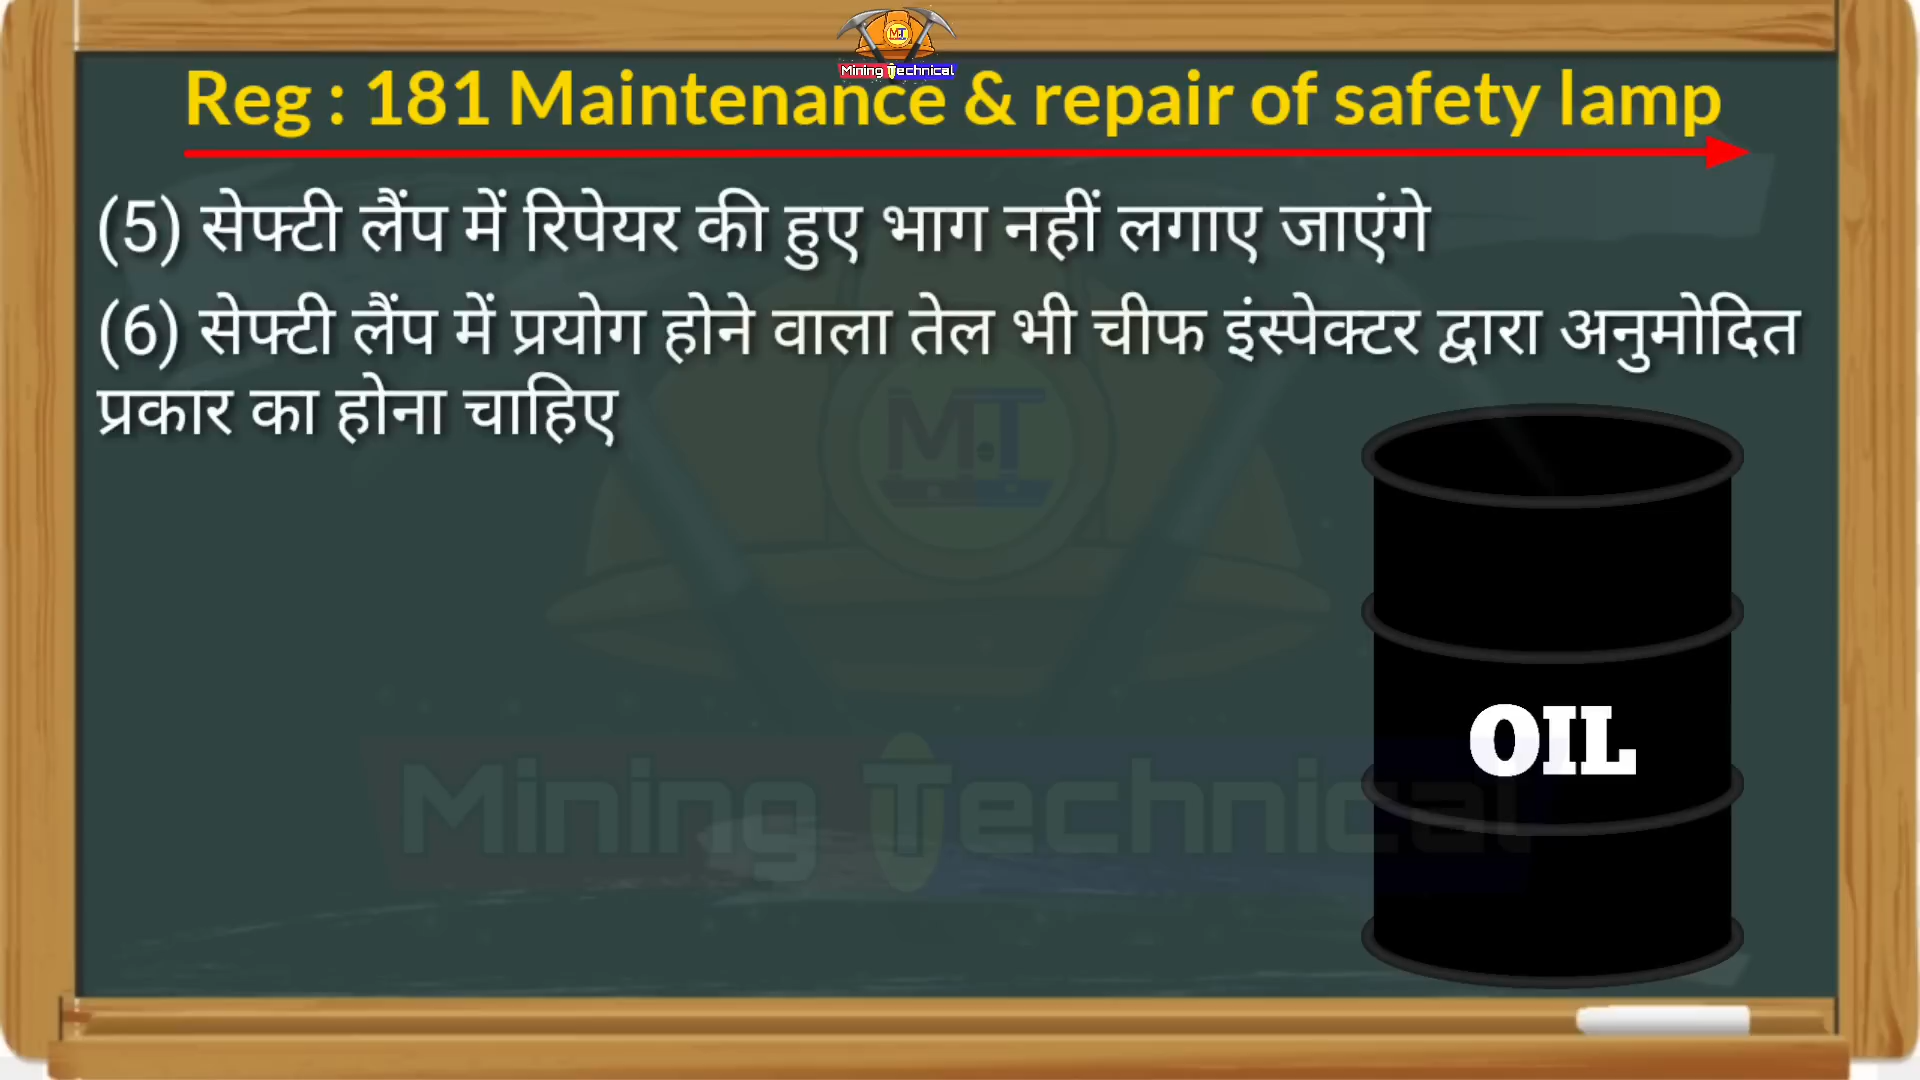 MT
Mining Technical
Reg : 181 Maintenance & repair of safety lamp
(5) सेफ्टी लैंप में रिपेयर की हुए भाग नहीं लगाए जाएंगे
(6) सेफ्टी लैंप में प्रयोग होने वाला तेल भी चीफ इंस्पेक्टर द्वारा अनुमोदित
प्रकार का होना चाहिए
M.T
OIL
Mining Technical